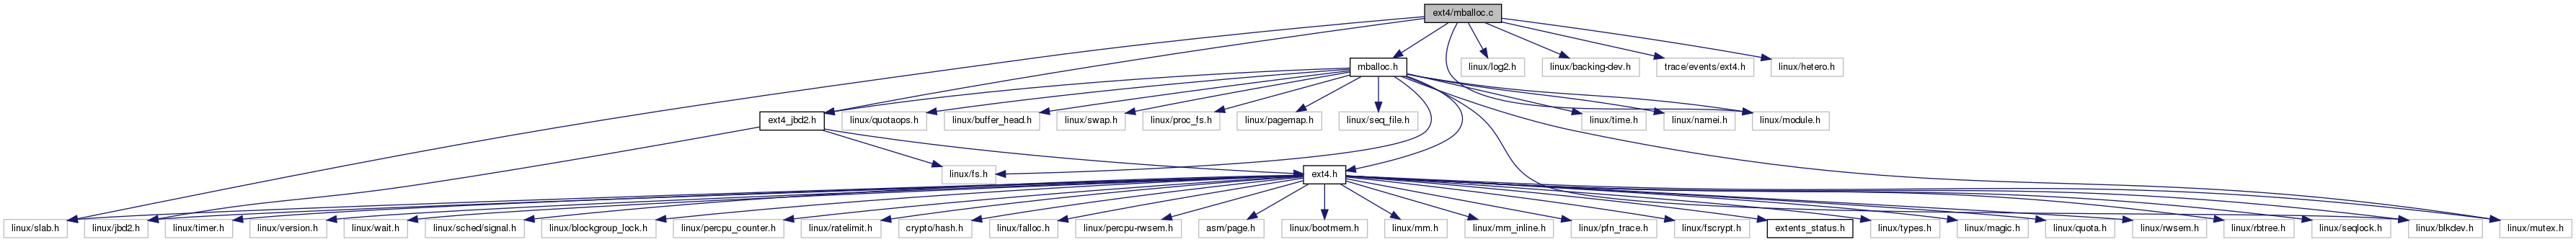 ext4/mballoc.c
mballoc.h
linux/log2.h
linux/backing-dev.h
trace/events/ext4.h
linux/hetero.h
ext4_jbd2.h
linux/quotaops.h
linux/buffer_head.h
linux/swap.h
linux/proc_fs.h
linux/pagemap.h
linux/seq_file.h
linux/time.h
linux/namei.h
linux/module.h
linux/fs.h
ext4.h
linux/slab.h
linux/jbd2.h
linux/timer.h
linux/version.h
linux/wait.h
linux/sched/signal.h
linux/blockgroup_lock.h
linux/percpu_counter.h
linux/ratelimit.h
crypto/hash.h
linux/falloc.h
linux/percpu-rwsem.h
asm/page.h
linux/bootmem.h
linux/mm.h
linux/mm_inline.h
linux/pfn_trace.h
linux/fscrypt.h
extents_status.h
linux/types.h
linux/magic.h
linux/quota.h
linux/rwsem.h
linux/rbtree.h
linux/seqlock.h
linux/blkdev.h
linux/mutex.h